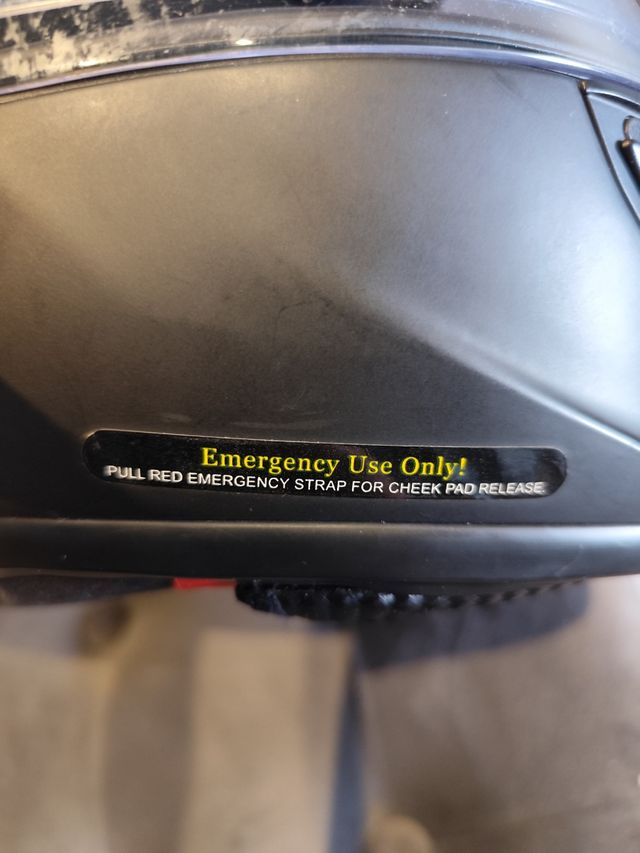 Emergency Use Only!
PULL RED EMERGENCY STRAP FOR CHEEK PAD RELEASE.